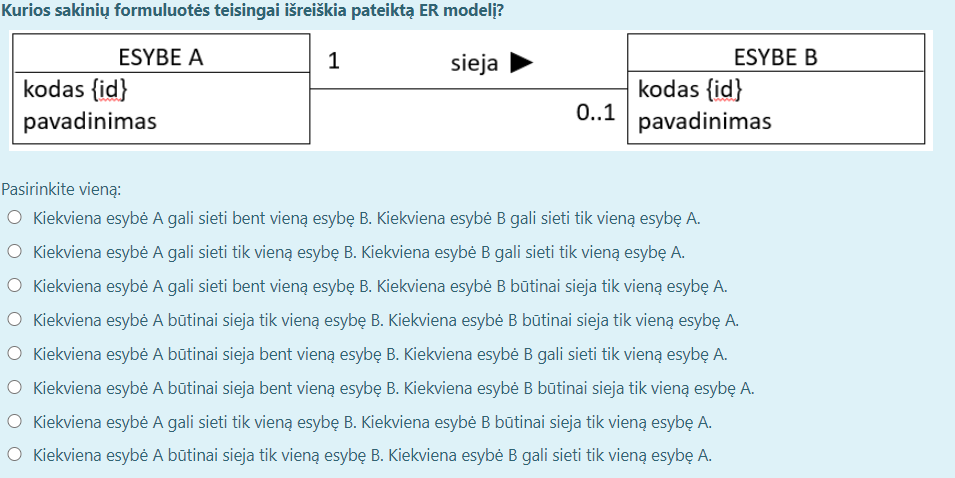 Kurios sakinių formuluotės teisingai išreiškia pateiktą ER modelį?
ESYBE A
kodas {id}
pavadinimas
1
sieja ▶
0..1
ESYBE B
kodas {id}
pavadinimas
Pasirinkite vieną:
Kiekviena esybė A gali sieti bent vieną esybę B. Kiekviena esybė B gali sieti tik vieną esybę A.
Kiekviena esybė A gali sieti tik vieną esybę B. Kiekviena esybė B gali sieti tik vieną esybę A.
Kiekviena esybė A gali sieti bent vieną esybę B. Kiekviena esybė B būtinai sieja tik vieną esybę A.
Kiekviena esybė A būtinai sieja tik vieną esybę B. Kiekviena esybė B būtinai sieja tik vieną esybę A.
Kiekviena esybė A būtinai sieja bent vieną esybę B. Kiekviena esybė B gali sieti tik vieną esybę A.
Kiekviena esybė A būtinai sieja bent vieną esybę B. Kiekviena esybė B būtinai sieja tik vieną esybę A.
Kiekviena esybė A gali sieti tik vieną esybę B. Kiekviena esybė B būtinai sieja tik vieną esybę A.
Kiekviena esybė A būtinai sieja tik vieną esybę B. Kiekviena esybė B gali sieti tik vieną esybę A.